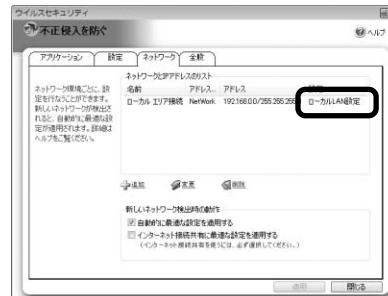 ウイルスセキュリティ
不正侵入を防ぐ
ヘルプ
アプリケーション
設定
ネットワーク
全般
ネットワーク環境ごとに、設
定を行なうことができます。
新しいネットワークが検出さ
れると、自動的に最適な設
定が適用されます。詳細は
ヘルプをご覧ください。
ネットワークとIPアドレスのリスト
名前 アドレス... アドレス
ローカル エリア接続 NetWork 192.168.0.0/255.255.255 ローカルLAN設定
追加 変更 削除
新しいネットワーク検出時の動作
自動的に最適な設定を適用する
インターネット接続共有に最適な設定を適用する
(インターネット接続共有を使うには、必ず選択してください。)
適用 閉じる